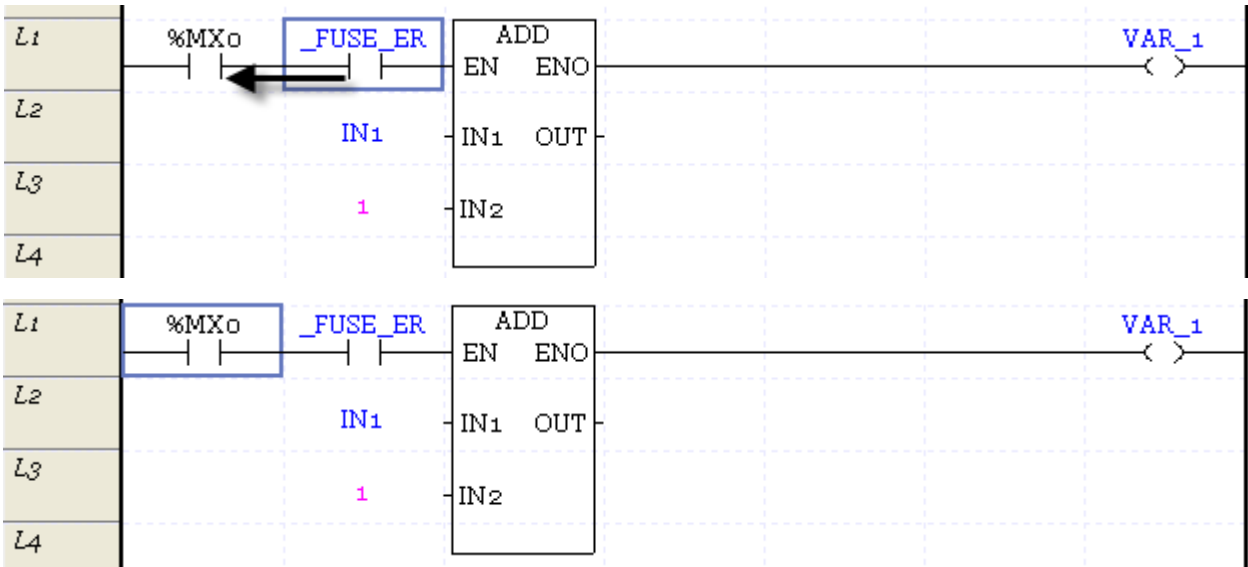 L1 %MX0 _FUSE_ER ADD VAR_1
EN ENO
L2 IN1 IN1 OUT
L3 1 IN2
L4
L1 %MX0 _FUSE_ER ADD VAR_1
EN ENO
L2 IN1 IN1 OUT
L3 1 IN2
L4